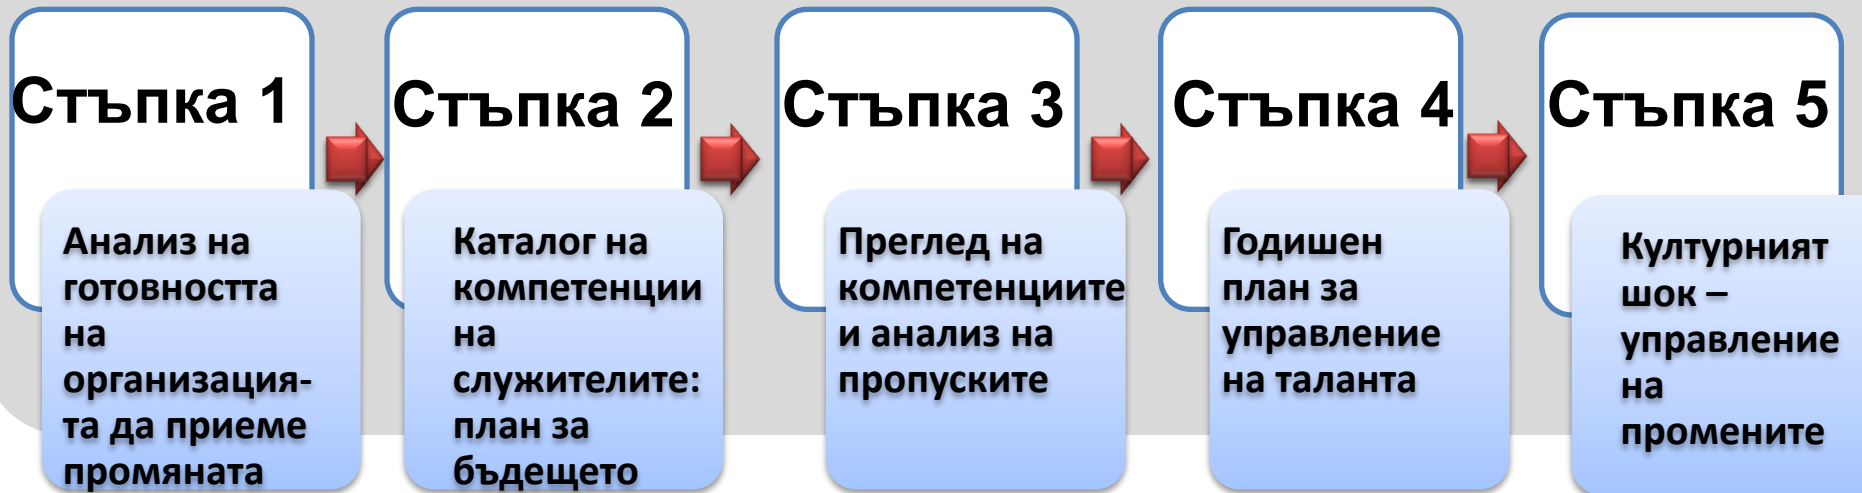 Стъпка 1
Анализ на
готовността
на
организация-
та да приеме
промяната
Стъпка 2
Каталог на
компетенции
на
служителите:
план за
бъдещето
Стъпка 3
Преглед на
компетенциите
и анализ на
пропуските
Стъпка 4
Годишен
план за
управление
на таланта
Стъпка 5
Културният
шок –
управление
на
промените